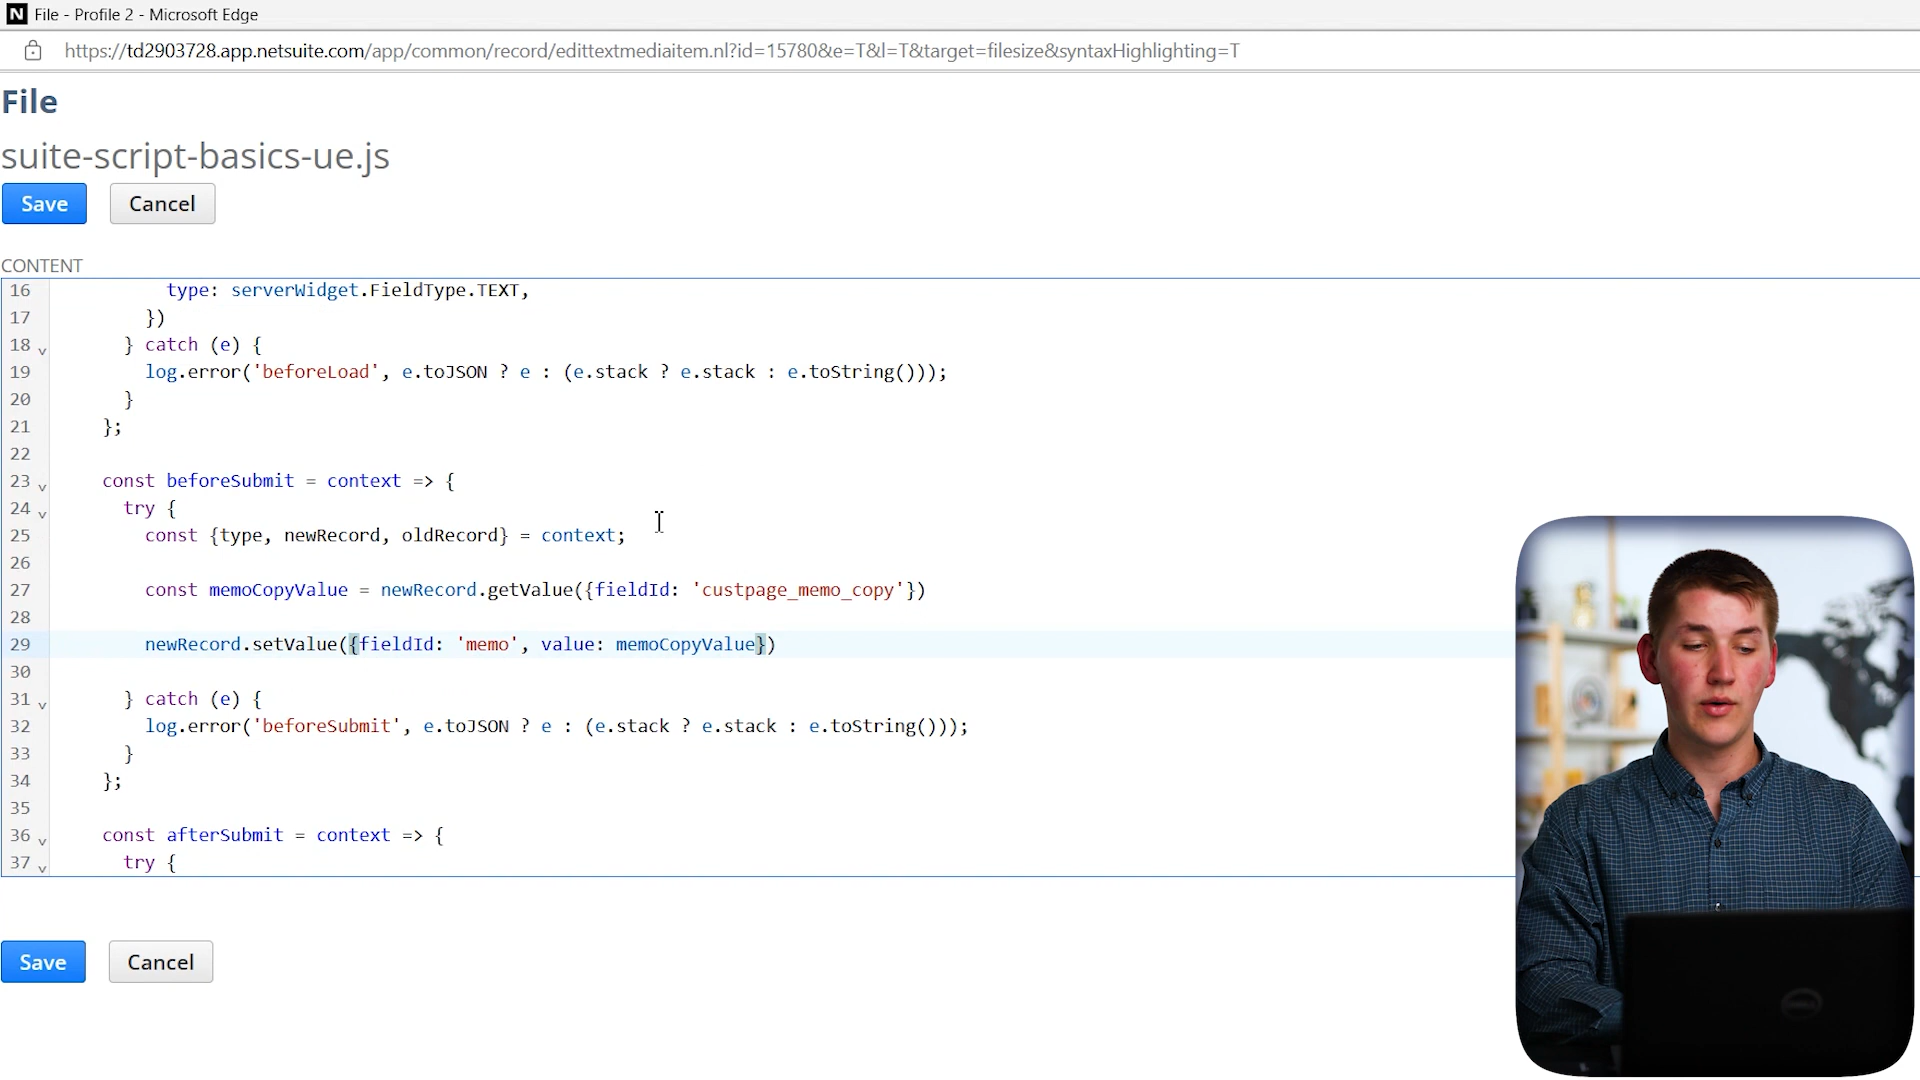 N File - Profile 2 - Microsoft Edge
https://td2903728.app.netsuite.com/app/common/record/edittextmediaitem.nl?id=15780&e=T&l=T&target=filesize&syntaxHighlighting=T
File
suite-script-basics-ue.js
Save Cancel
CONTENT
16 type: serverWidget.FieldType.TEXT,
17 })
18 } catch (e) {
19 log.error('beforeLoad', e.toJSON ? e : (e.stack ? e.stack : e.toString()));
20 }
21 };
22
23 const beforeSubmit = context => {
24 try {
25 const {type, newRecord, oldRecord} = context;
26
27 const memoCopyValue = newRecord.getValue({fieldId: 'custpage_memo_copy'})
28
29 newRecord.setValue({fieldId: 'memo', value: memoCopyValue})
30
31 } catch (e) {
32 log.error('beforeSubmit', e.toJSON ? e : (e.stack ? e.stack : e.toString()));
33 }
34 };
35
36 const afterSubmit = context => {
37 try {
Save Cancel
DELL